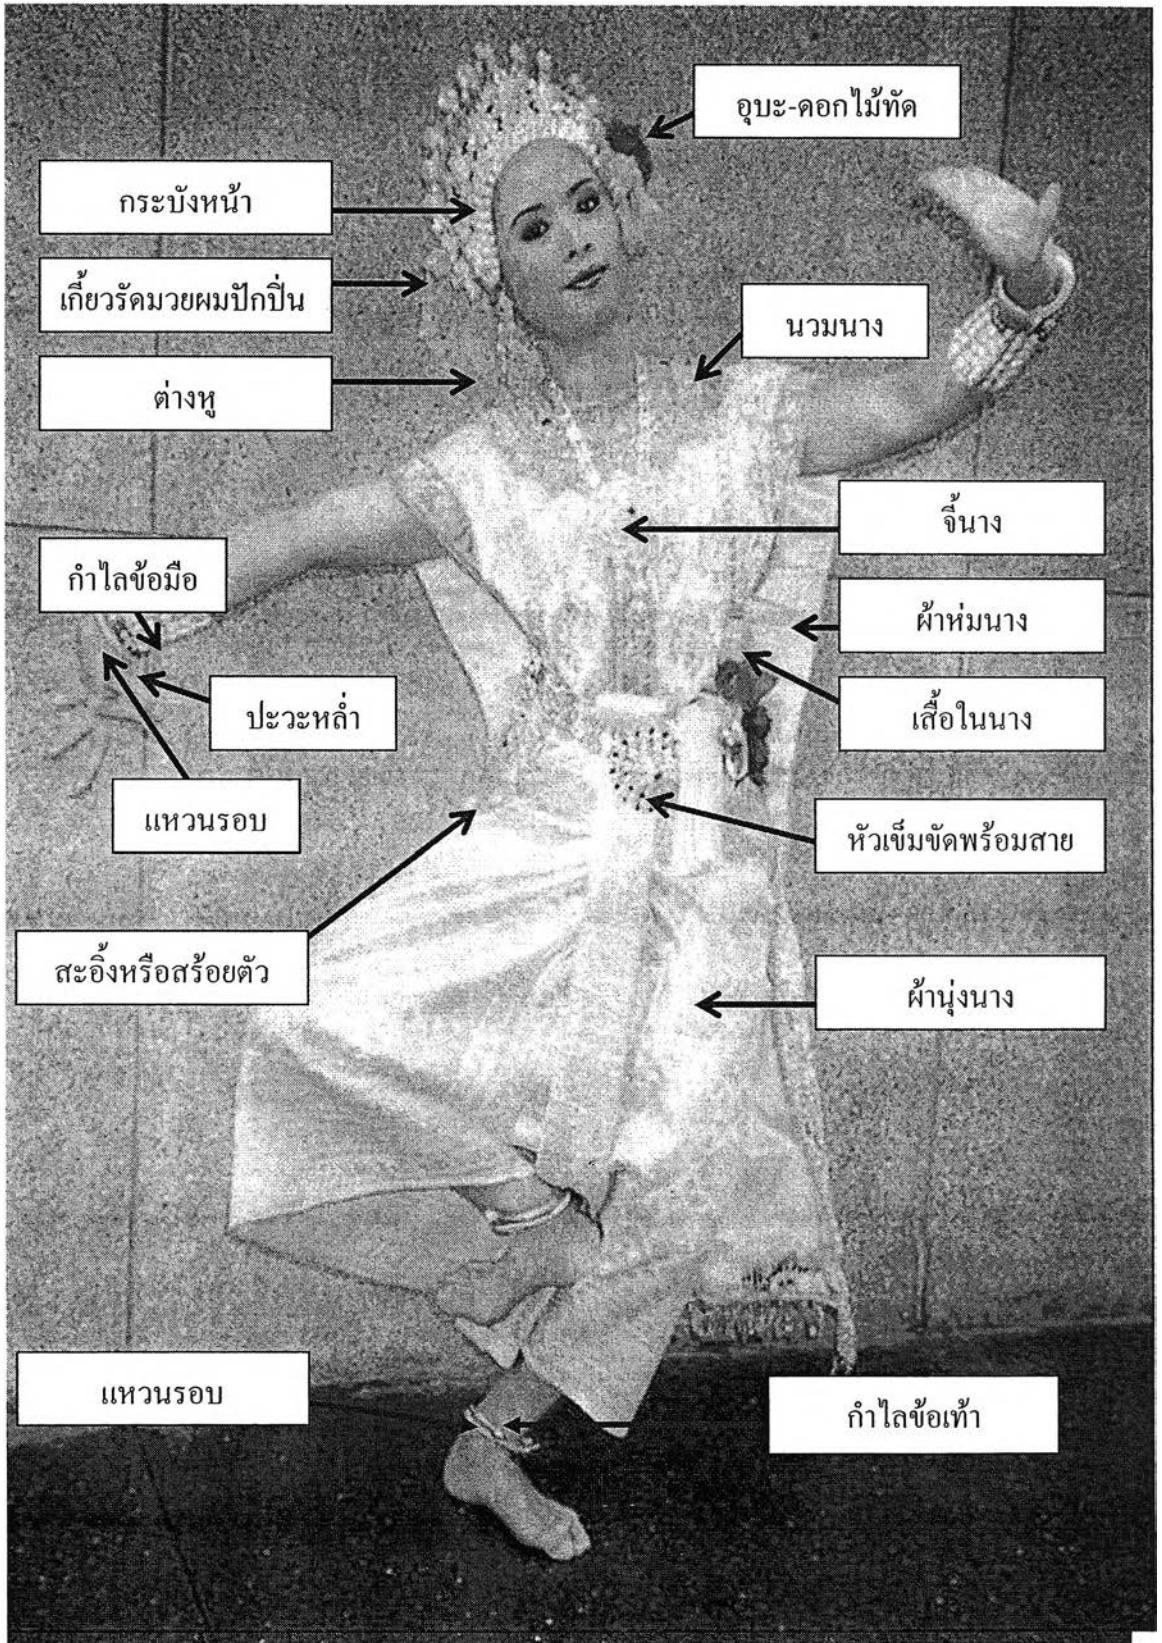 อุบะ-ดอกไม้ทัด
กระบังหน้า
เกี้ยวรัดมวยผมปักปิ่น
นวมนาง
ต่างหู
จี้นาง
กำไลข้อมือ
ผ้าห่มนาง
ปะวะหล่ำ
เสื้อในนาง
แหวนรอบ
หัวเข็มขัดพร้อมสาย
สะอิ้งหรือสร้อยตัว
ผ้านุ่งนาง
แหวนรอบ
กำไลข้อเท้า